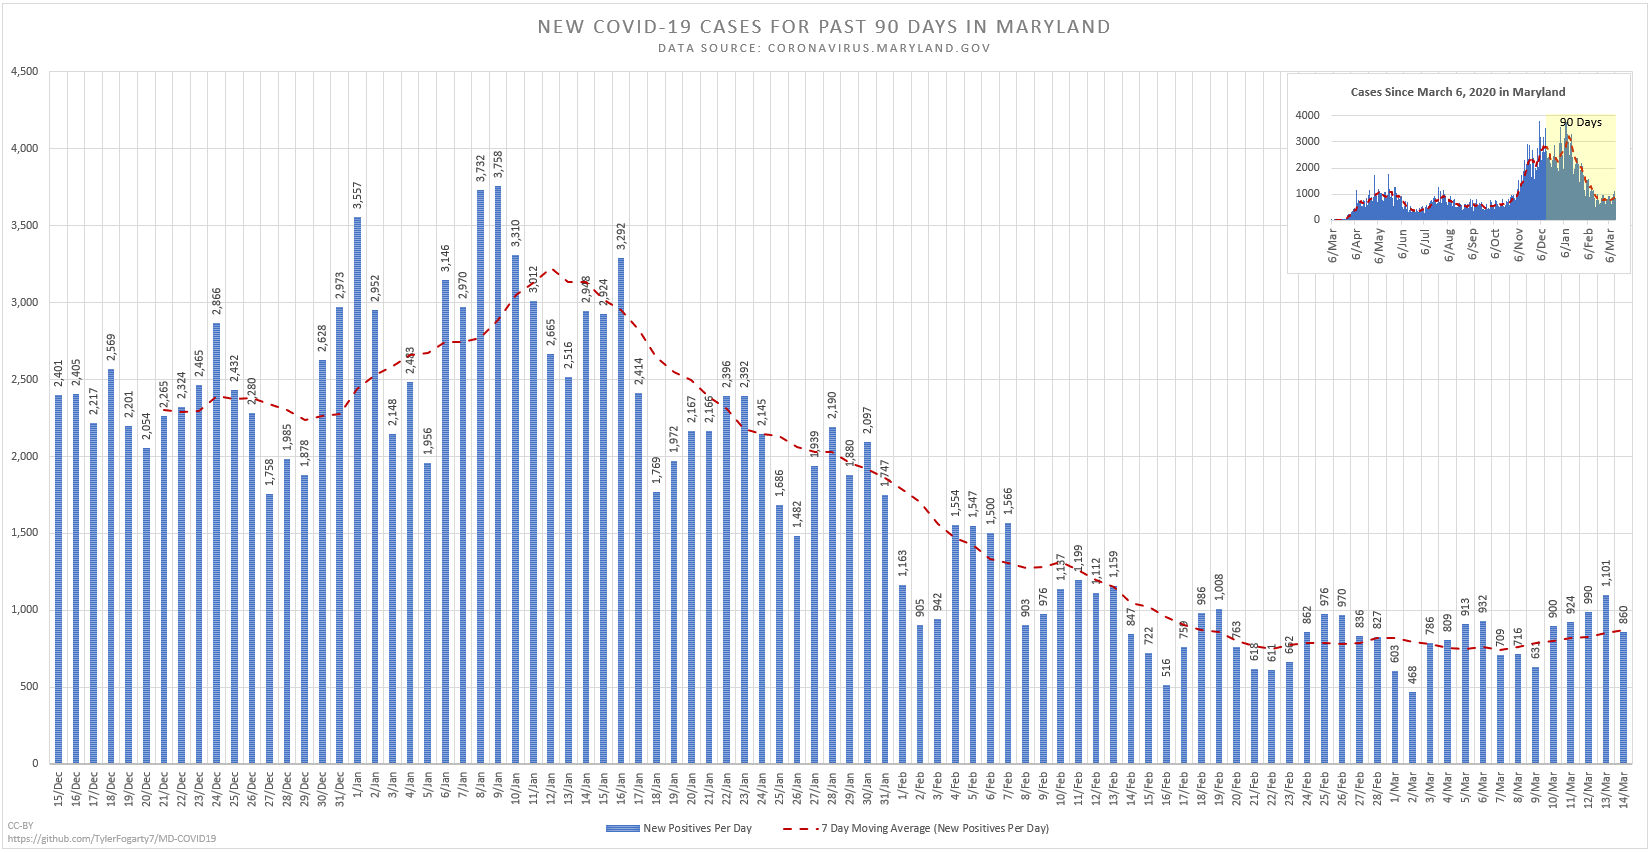 NEW COVID-19 CASES FOR PAST 90 DAYS IN MARYLAND
DATA SOURCE: CORONAVIRUS.MARYLAND.GOV
4,500
4,000
3,500
3,000
2,500
2,000
1,500
1,000
500
0
2,401
2,405
2,217
2,569
2,201
2,054
2,265
2,324
2,465
2,866
2,432
2,280
1,758
1,985
1,878
2,628
2,973
3,557
2,952
2,148
2,483
1,956
3,146
2,970
3,732
3,758
3,310
3,012
2,665
2,516
2,948
2,924
3,292
2,414
1,769
1,972
2,167
2,166
2,396
2,392
2,145
1,686
1,482
1,939
2,190
1,880
2,097
1,747
1,163
905
942
1,554
1,547
1,500
1,566
903
976
1,137
1,199
1,112
1,159
847
722
516
759
986
1,008
763
618
611
662
862
976
970
836
827
603
468
786
809
913
932
709
716
631
900
924
990
1,101
860
15/Dec
16/Dec
17/Dec
18/Dec
19/Dec
20/Dec
21/Dec
22/Dec
23/Dec
24/Dec
25/Dec
26/Dec
27/Dec
28/Dec
29/Dec
30/Dec
31/Dec
1/Jan
2/Jan
3/Jan
4/Jan
5/Jan
6/Jan
7/Jan
8/Jan
9/Jan
10/Jan
11/Jan
12/Jan
13/Jan
14/Jan
15/Jan
16/Jan
17/Jan
18/Jan
19/Jan
20/Jan
21/Jan
22/Jan
23/Jan
24/Jan
25/Jan
26/Jan
27/Jan
28/Jan
29/Jan
30/Jan
31/Jan
1/Feb
2/Feb
3/Feb
4/Feb
5/Feb
6/Feb
7/Feb
8/Feb
9/Feb
10/Feb
11/Feb
12/Feb
13/Feb
14/Feb
15/Feb
16/Feb
17/Feb
18/Feb
19/Feb
20/Feb
21/Feb
22/Feb
23/Feb
24/Feb
25/Feb
26/Feb
27/Feb
28/Feb
1/Mar
2/Mar
3/Mar
4/Mar
5/Mar
6/Mar
7/Mar
8/Mar
9/Mar
10/Mar
11/Mar
12/Mar
13/Mar
14/Mar
Cases Since March 6, 2020 in Maryland
90 Days
4000
3000
2000
1000
0
6/Mar
6/Apr
6/May
6/Jun
6/Jul
6/Aug
6/Sep
6/Oct
6/Nov
6/Dec
6/Jan
6/Feb
6/Mar
New Positives Per Day
7 Day Moving Average (New Positives Per Day)
CC-BY
https://github.com/TylerFogarty7/MD-COVID19